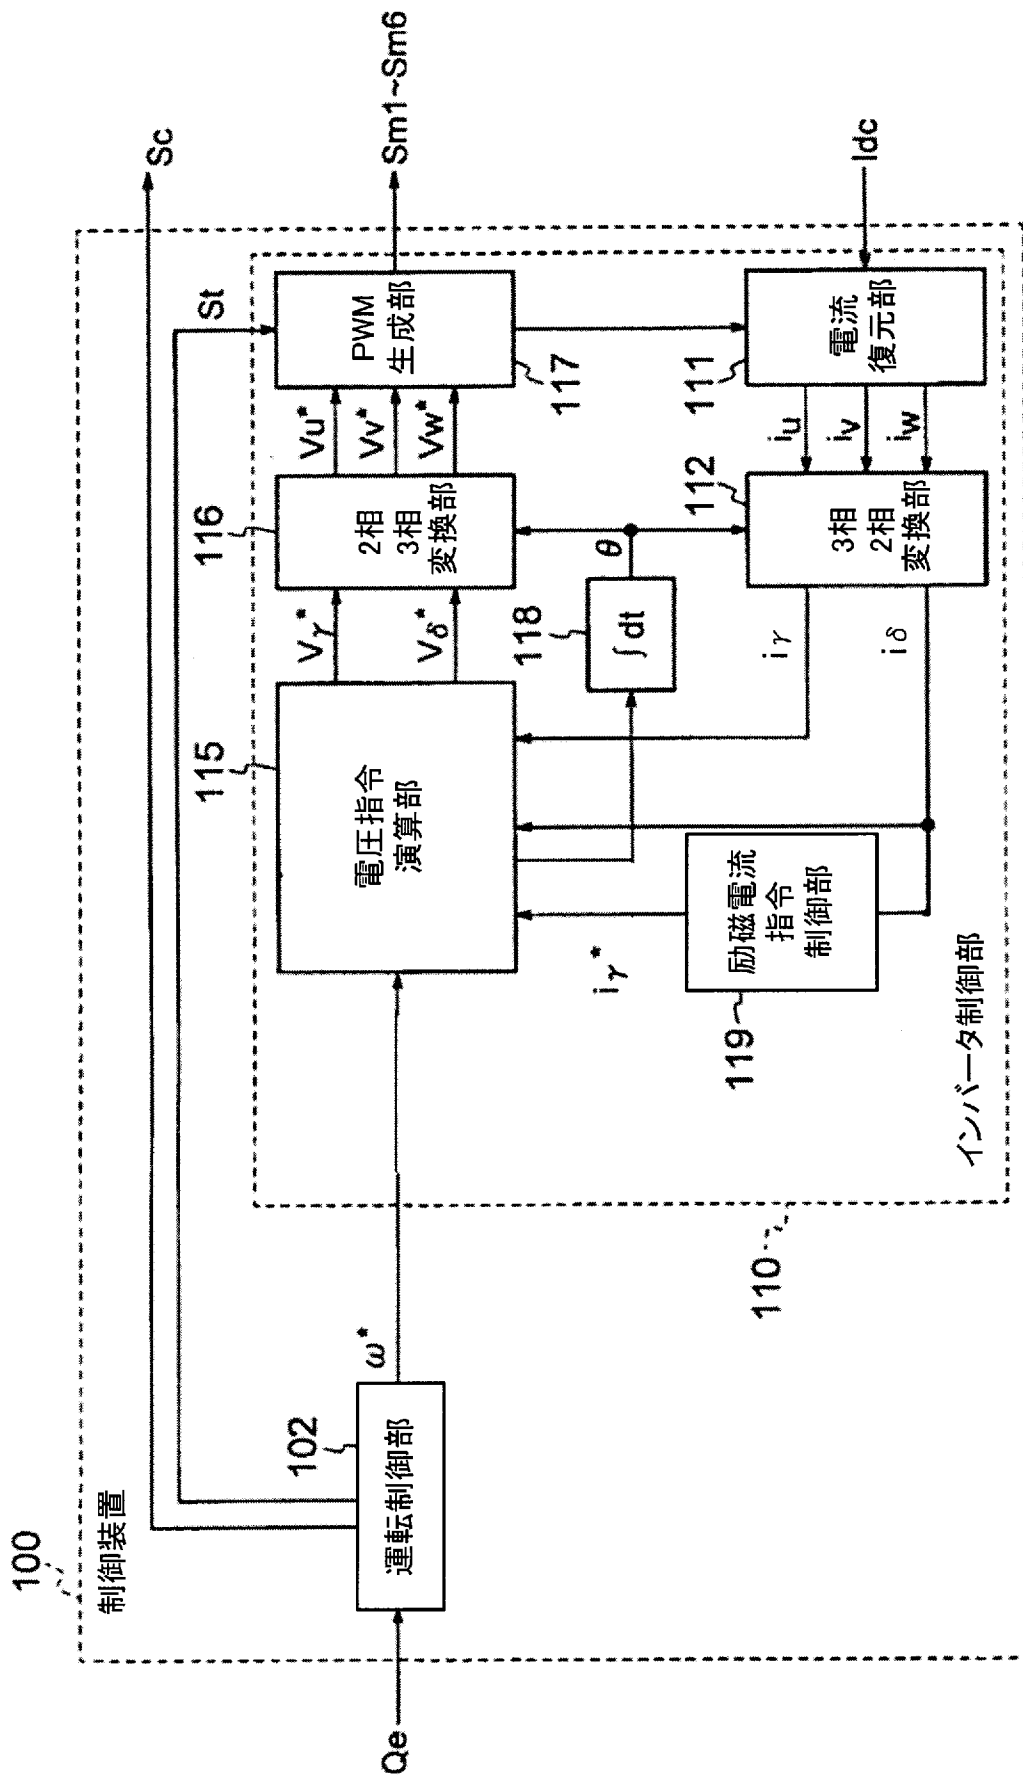 100
制御装置
Qe
運転制御部
102
ω*
Sc
St
インバータ制御部
110
電圧指令
演算部
115
Vγ*
Vδ*
2相
3相
変換部
116
Vu*
Vv*
Vw*
PWM
生成部
117
Sm1~Sm6
∫dt
118
θ
励磁電流
指令
制御部
119
iγ*
iγ
iδ
3相
2相
変換部
112
iu
iv
iw
電流
復元部
111
Idc